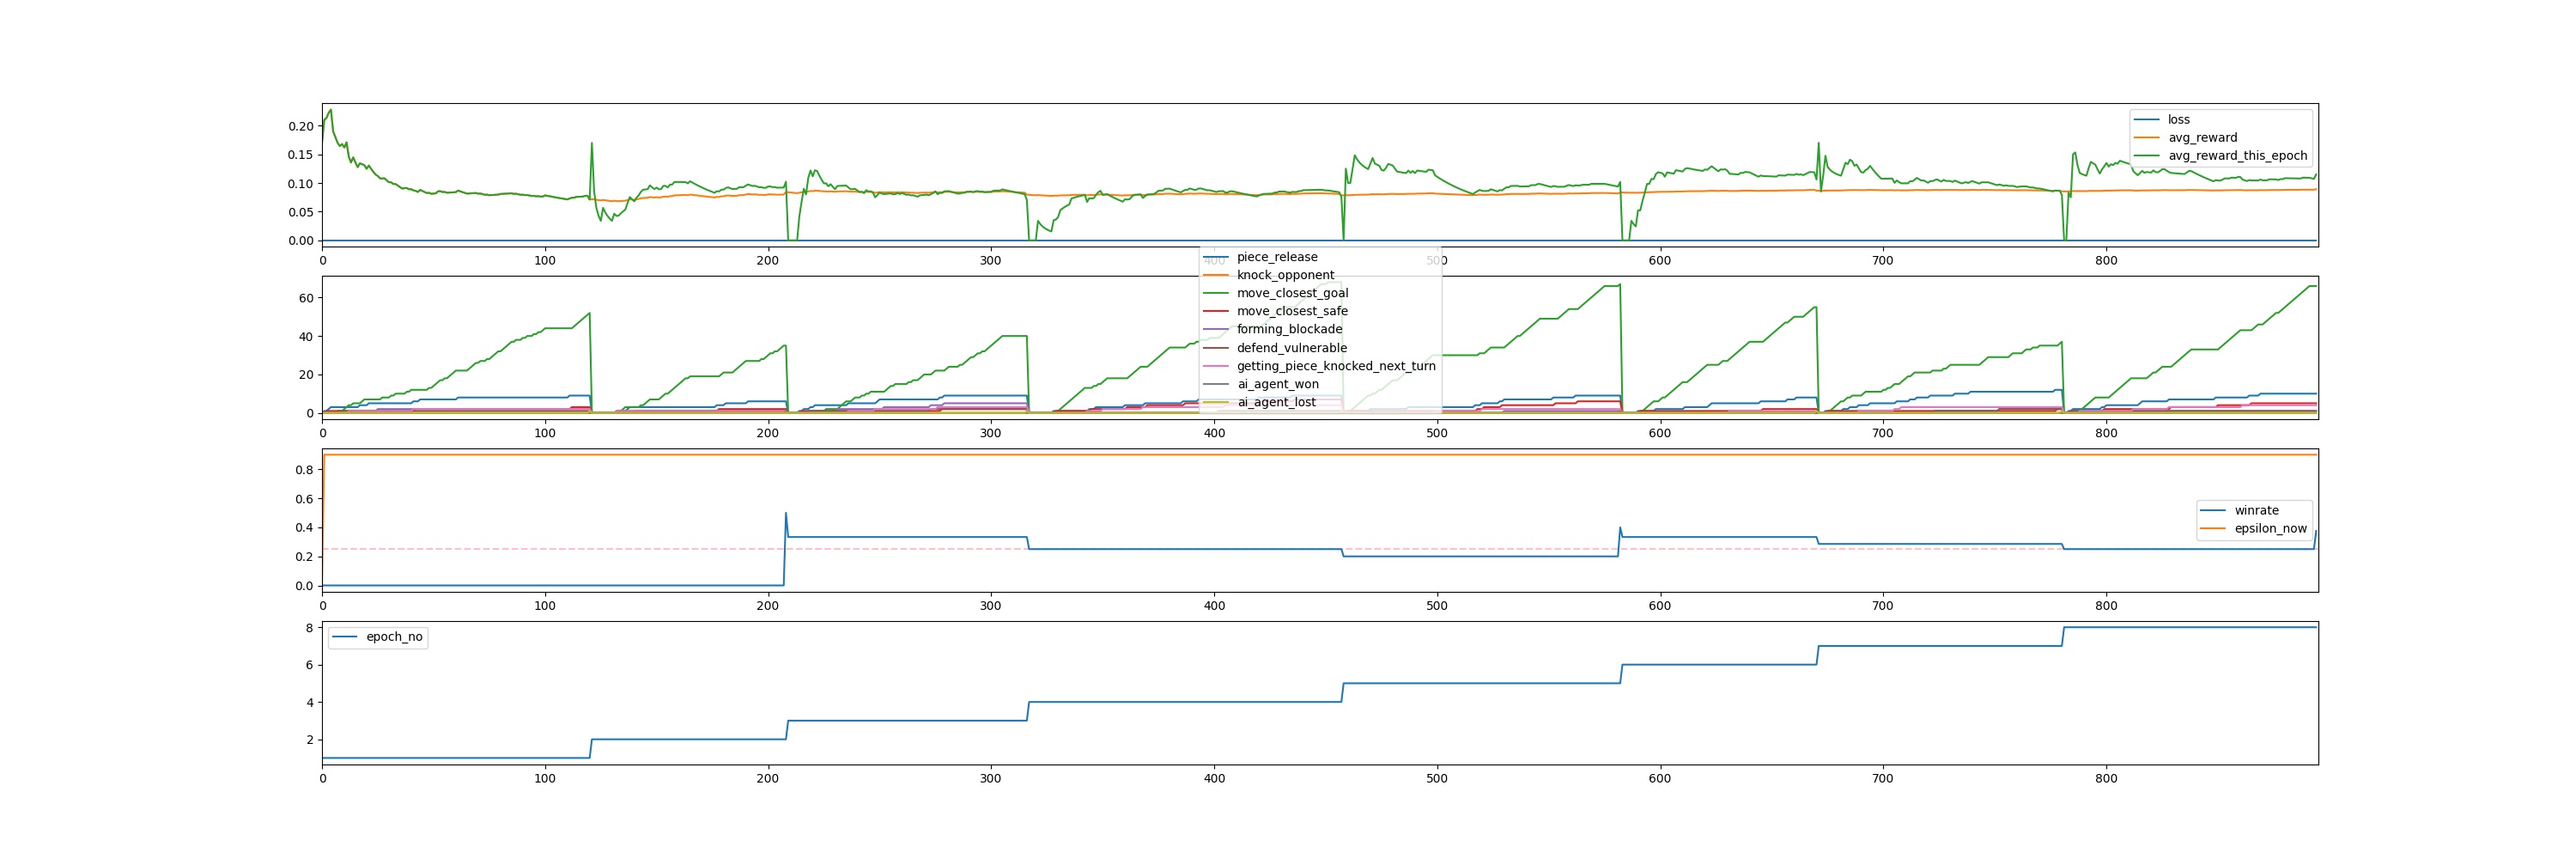 0.20
0.15
0.10
0.05
0.00
loss
avg_reward
avg_reward_this_epoch
0 100 200 300 400 500 600 700 800
60
40
20
0
piece_release
knock_opponent
move_closest_goal
move_closest_safe
forming_blockade
defend_vulnerable
getting_piece_knocked_next_turn
ai_agent_won
ai_agent_lost
0 100 200 300 400 500 600 700 800
0.8
0.6
0.4
0.2
0.0
winrate
epsilon_now
0 100 200 300 400 500 600 700 800
8
6
4
2
epoch_no
0 100 200 300 400 500 600 700 800